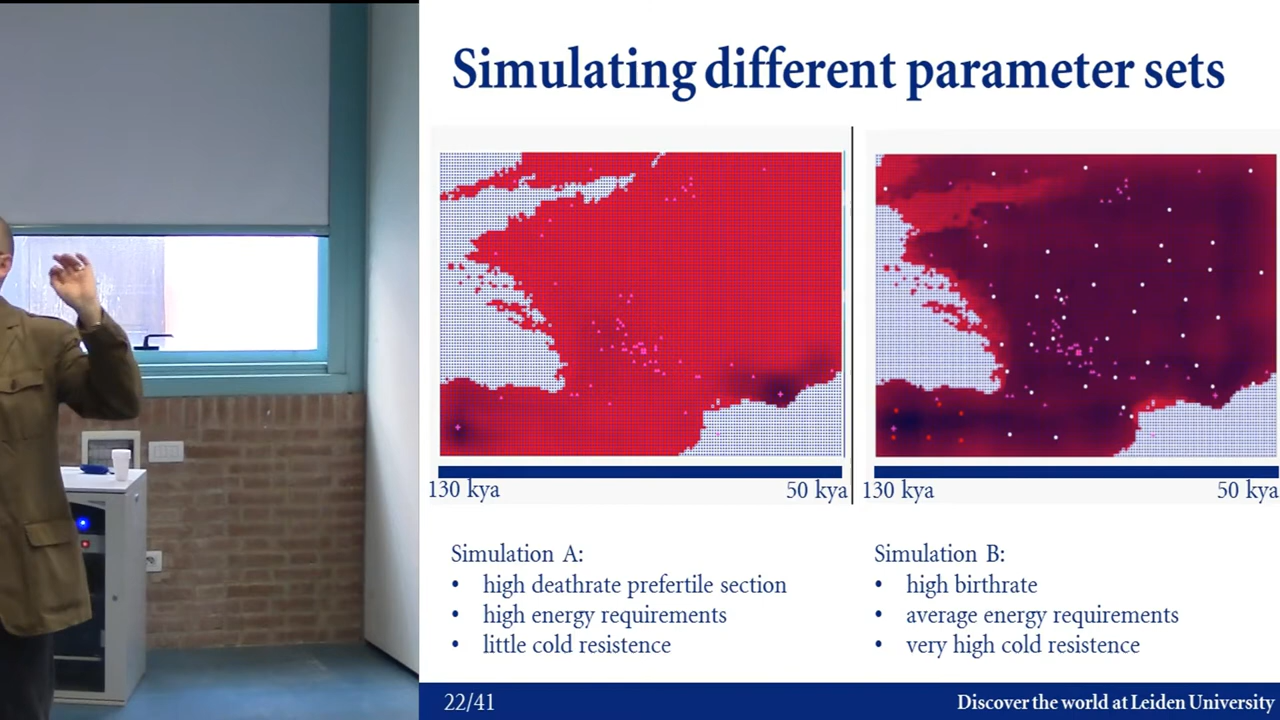 Simulating different parameter sets
130 kya
50 kya
130 kya
50 kya
Simulation A:
• high deathrate prefertile section
• high energy requirements
• little cold resistence
Simulation B:
• high birthrate
• average energy requirements
• very high cold resistence
22/41
Discover the world at Leiden University